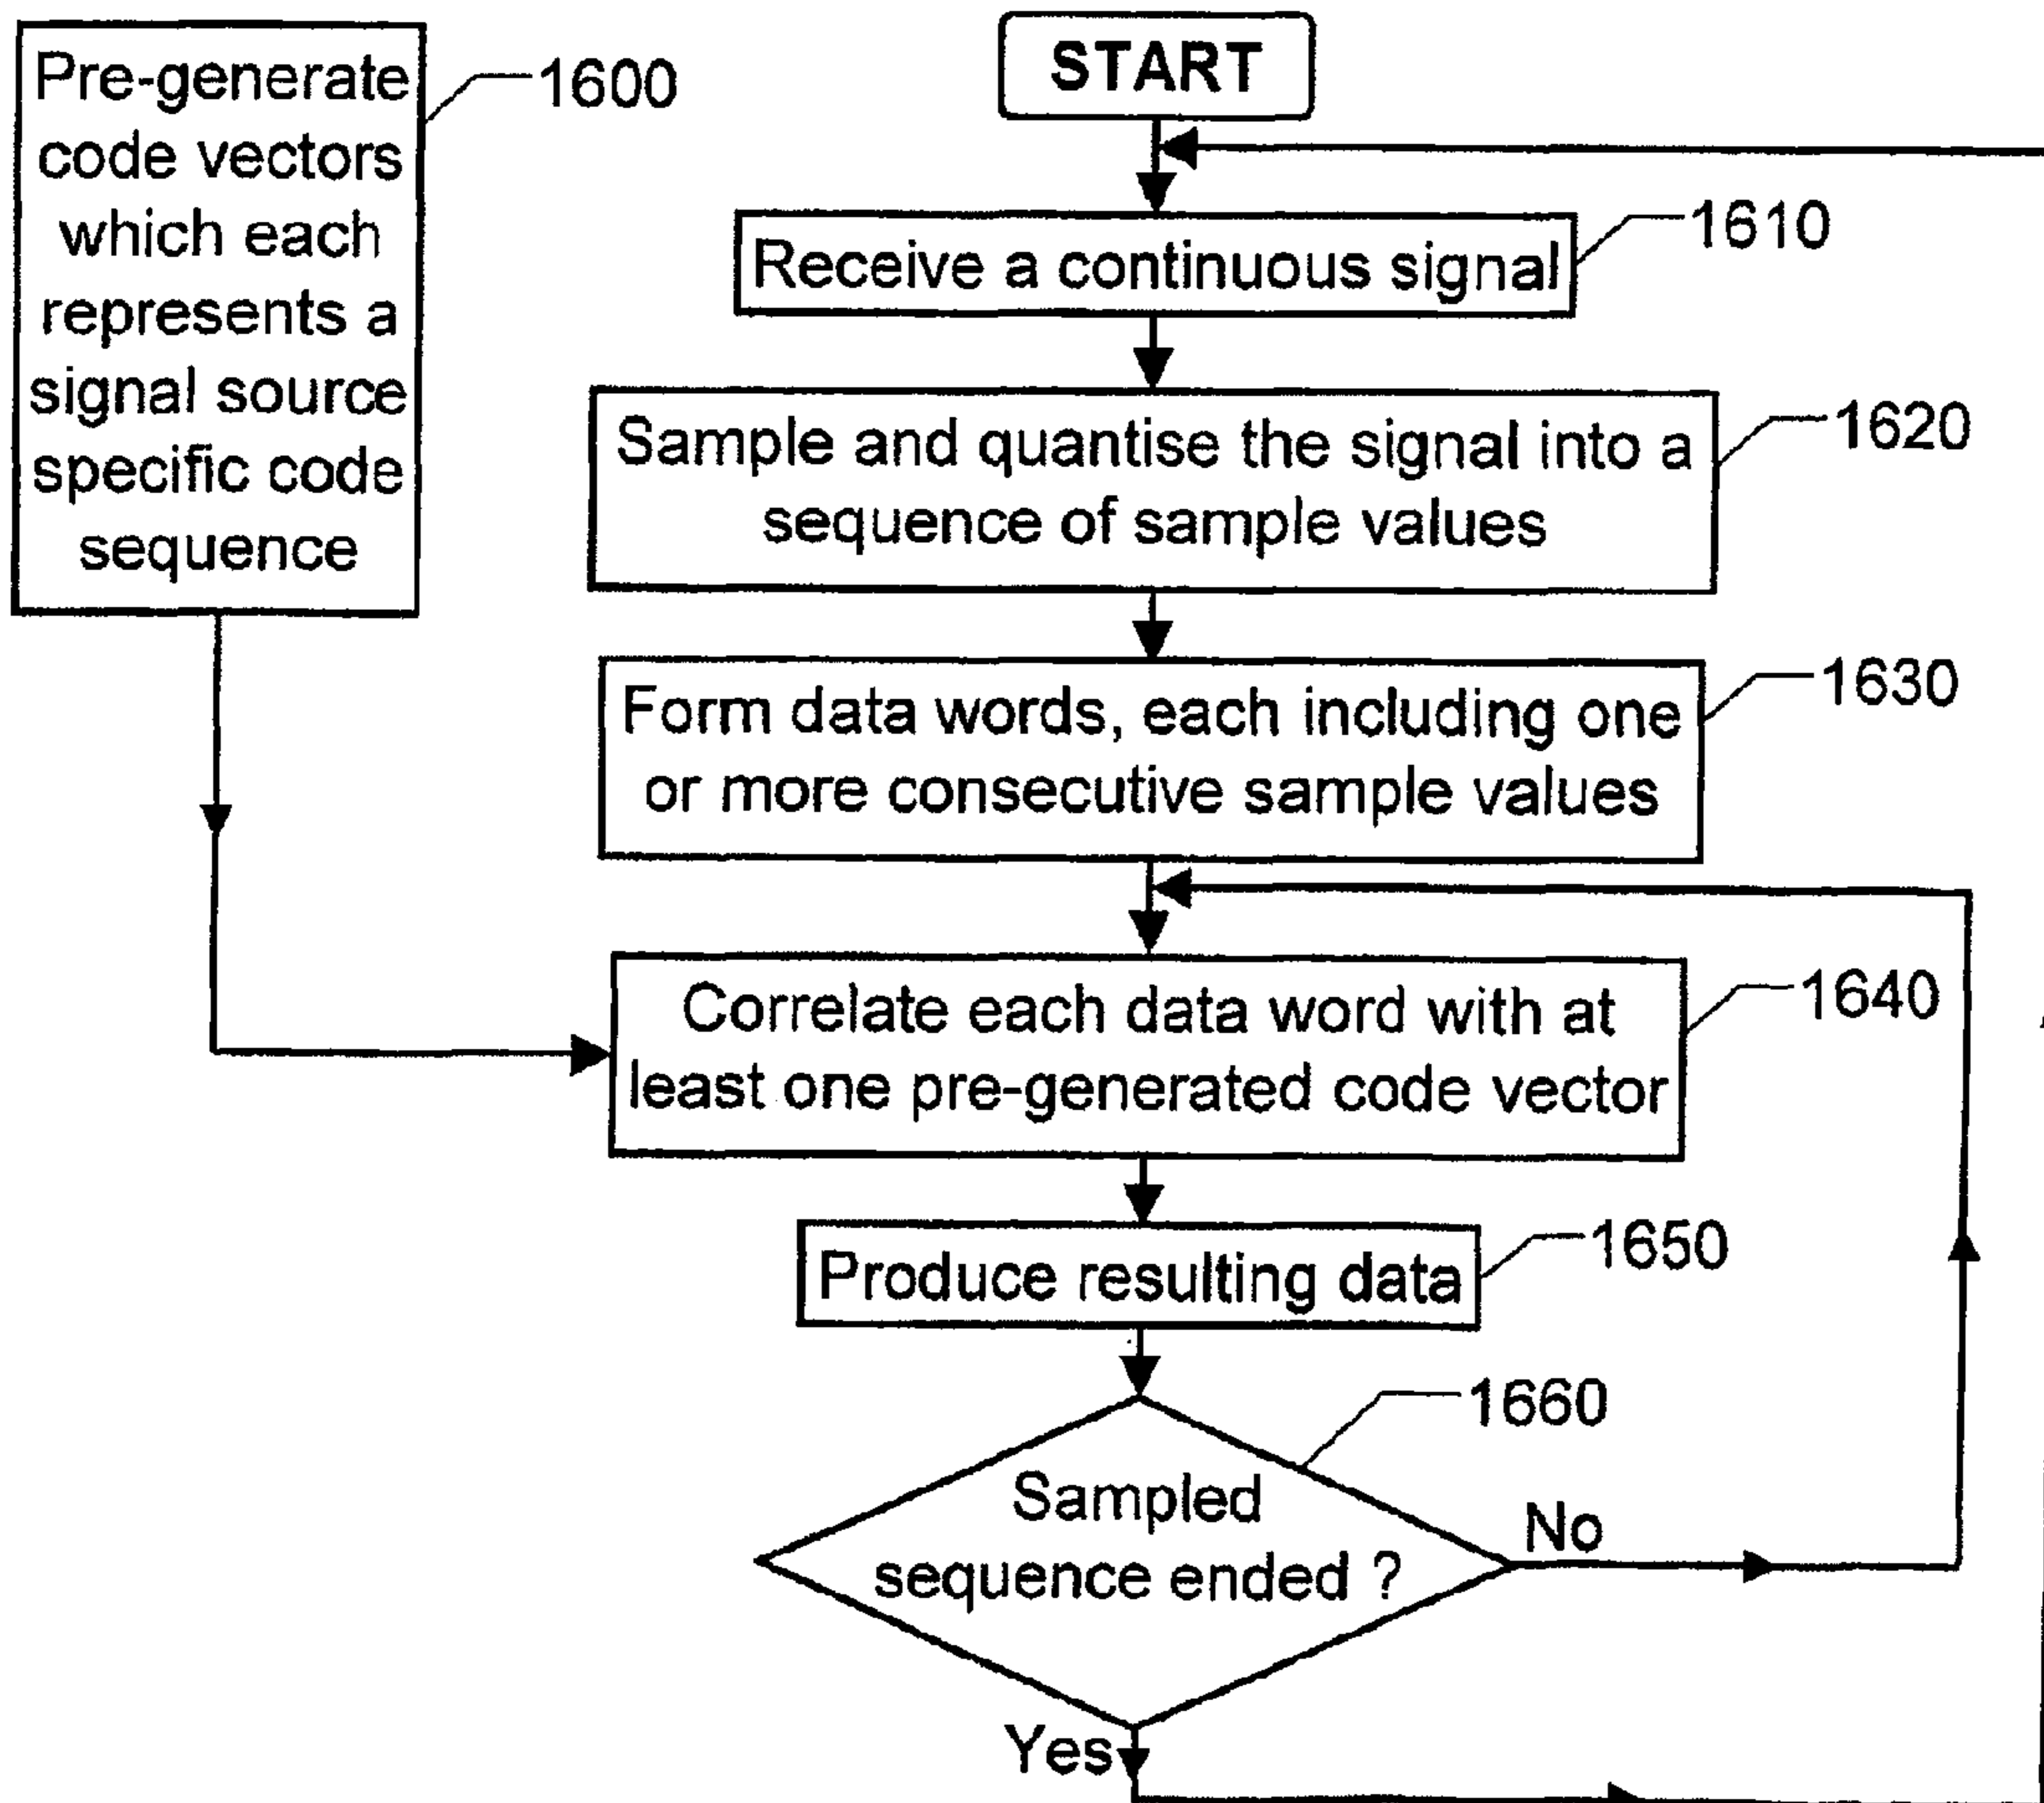 Pre-generate
code vectors
which each
represents a
signal source
specific code
sequence
1600
START
Receive a continuous signal
1610
Sample and quantise the signal into a
sequence of sample values
1620
Form data words, each including one
or more consecutive sample values
1630
Correlate each data word with at
least one pre-generated code vector
1640
Produce resulting data
1650
1660
Sampled
sequence ended ?
No
Yes